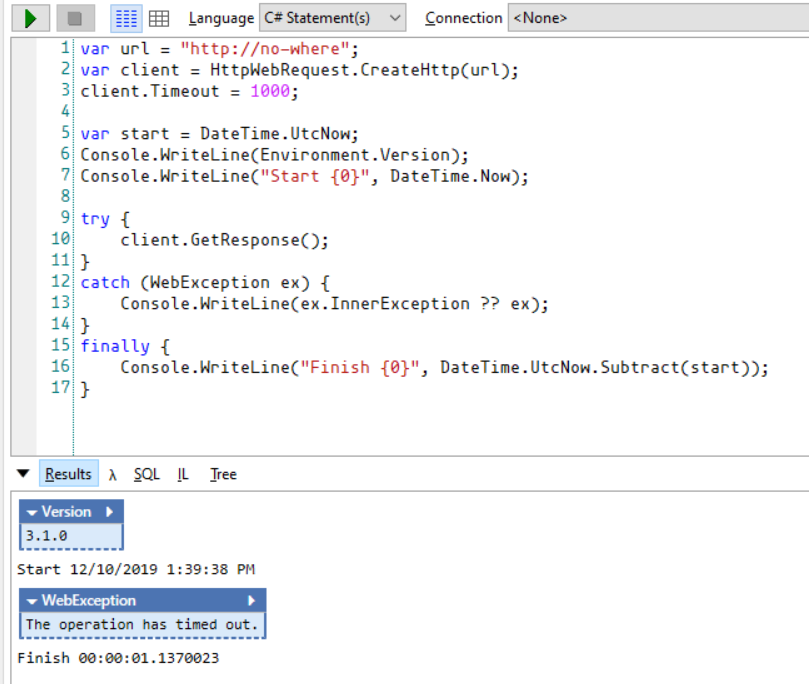 Language C# Statement(s) Connection <None>
1 var url = "http://no-where";
2 var client = HttpWebRequest.CreateHttp(url);
3 client.Timeout = 1000;
4
5 var start = DateTime.UtcNow;
6 Console.WriteLine(Environment.Version);
7 Console.WriteLine("Start {0}", DateTime.Now);
8
9 try {
10     client.GetResponse();
11 }
12 catch (WebException ex) {
13     Console.WriteLine(ex.InnerException ?? ex);
14 }
15 finally {
16     Console.WriteLine("Finish {0}", DateTime.UtcNow.Subtract(start));
17 }
Results λ SQL IL Tree
Version
3.1.0
Start 12/10/2019 1:39:38 PM
WebException
The operation has timed out.
Finish 00:00:01.1370023